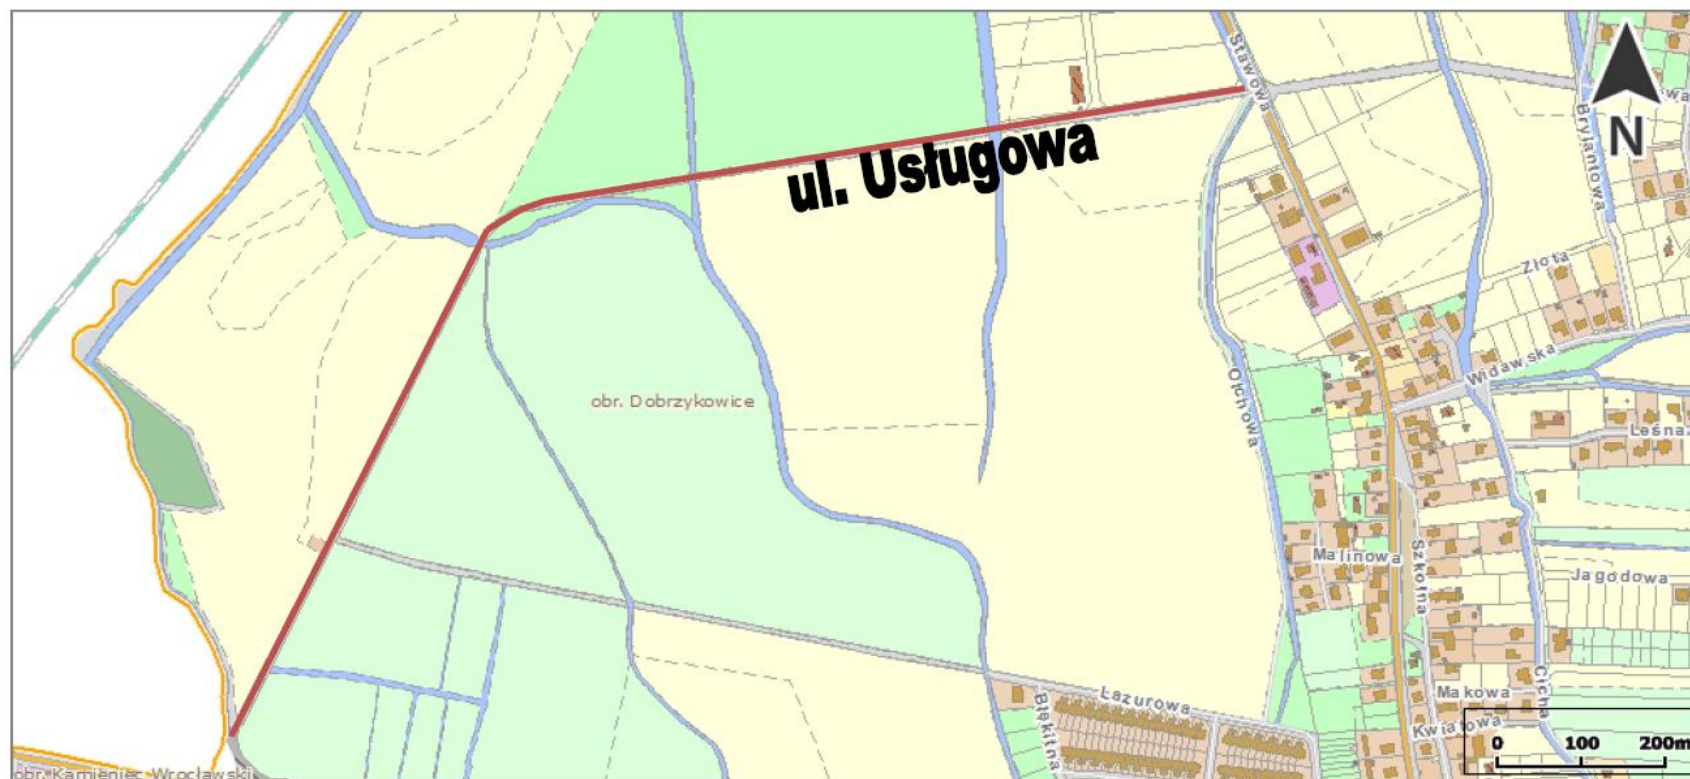 Stawowa
Brylantowa
N
ul. Usługowa
Złota
Widawska
obr. Dobrzykowice
Olchowa
Leśna
Malinowa
Szkolna
Jagodowa
Lazurowa
Błękitna
Makowa
Kwiatowa
Cicha
0 100 200m
obr. Kamieniec Wrocławski